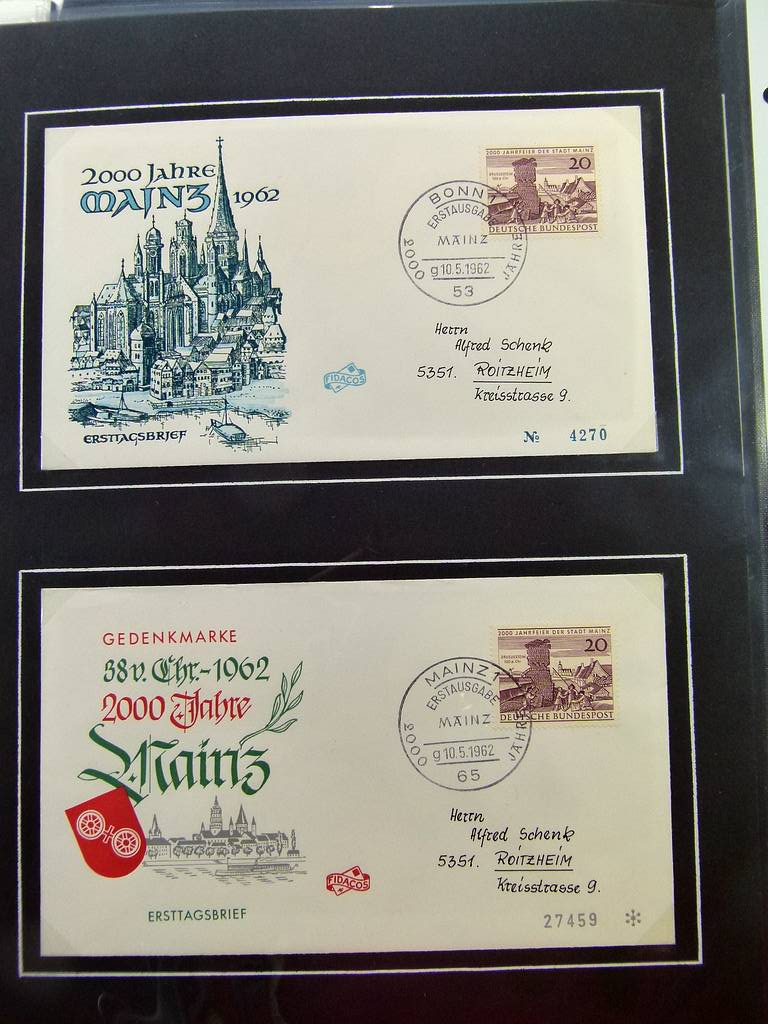 2000 Jahre
MAINZ 1962
ERSTTAGSBRIEF
FIDACOS
2000 JAHRFEIER DER STADT MAINZ
20
DEUTSCHE BUNDESPOST
BONN 1
ERSTAUSGABE
MAINZ
2000 JAHRE
g 10.5.1962
53
Herrn
Alfred Schenk
5351. ROITZHEIM
Kreisstrasse 9.
№ 4270
GEDENKMARKE
38 v. Chr.-1962
2000 Jahre
Mainz
ERSTTAGSBRIEF
FIDACOS
2000 JAHRFEIER DER STADT MAINZ
20
DEUTSCHE BUNDESPOST
MAINZ 1
ERSTAUSGABE
MAINZ
2000 JAHRE
g 10.5.1962
65
Herrn
Alfred Schenk
5351. ROITZHEIM
Kreisstrasse 9.
27459